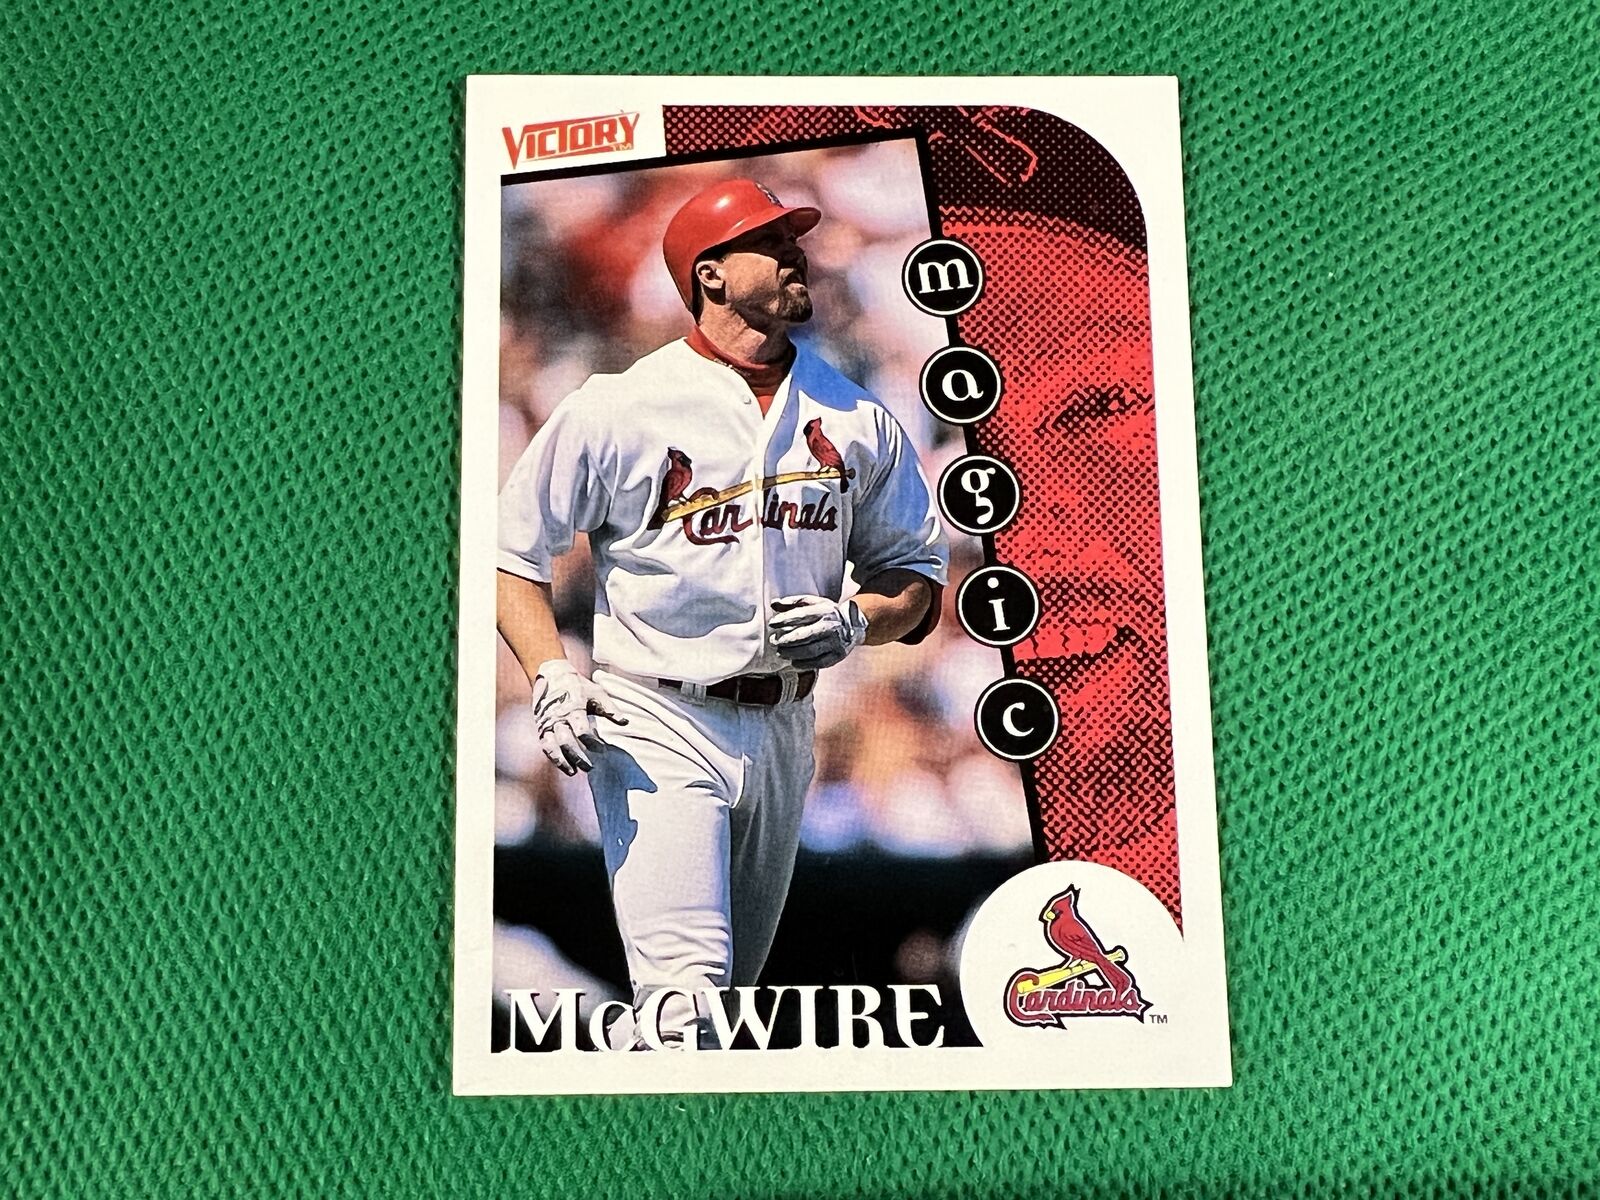 VICTORY TM
magic
Cardinals
McGWIRE
Cardinals TM